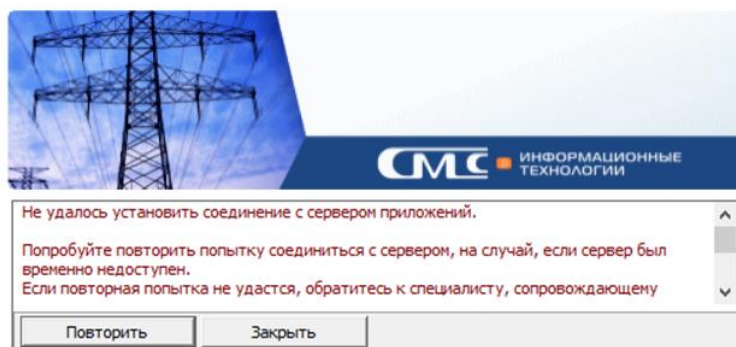 СМС ИНФОРМАЦИОННЫЕ
ТЕХНОЛОГИИ
Не удалось установить соединение с сервером приложений.
Попробуйте повторить попытку соединиться с сервером, на случай, если сервер был
временно недоступен.
Если повторная попытка не удастся, обратитесь к специалисту, сопровождающему
Повторить Закрыть